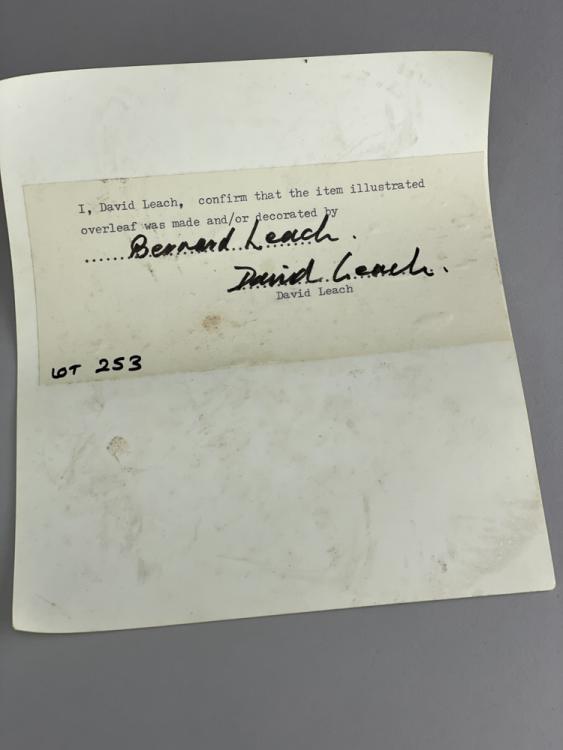 I, David Leach, confirm that the item illustrated
overleaf was made and/or decorated by
......Bernard Leach.
David Leach.
David Leach
LOT 253